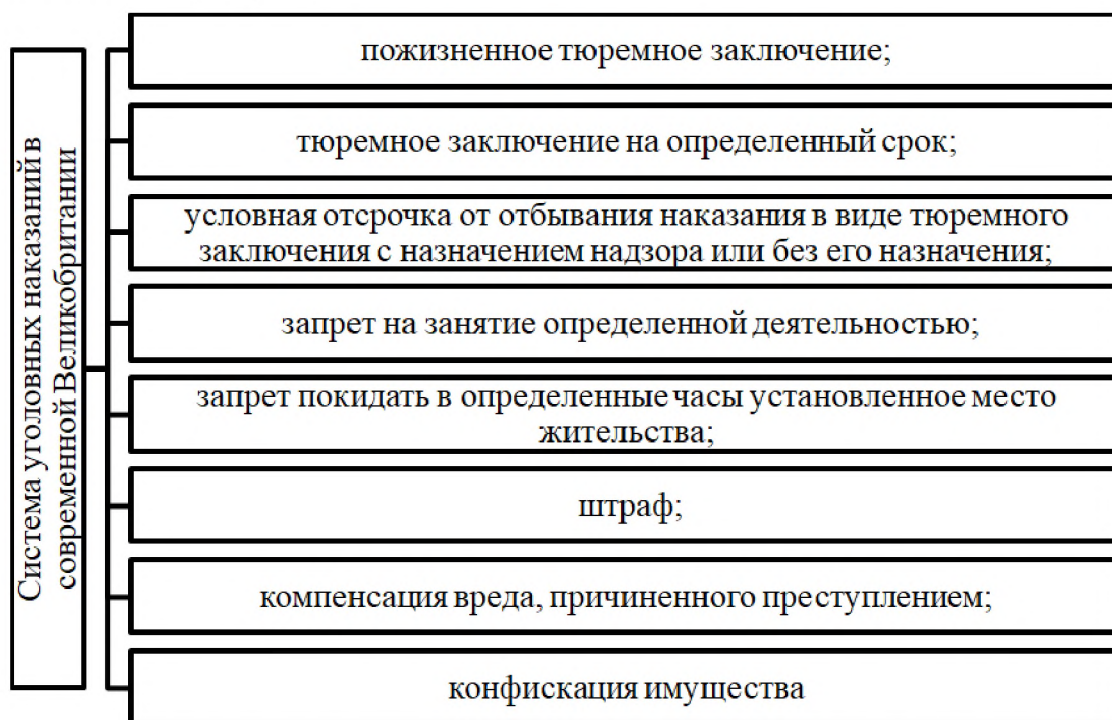 Система уголовных наказаний в
современной Великобритании
пожизненное тюремное заключение;
тюремное заключение на определенный срок;
условная отсрочка от отбывания наказания в виде тюремного
заключения с назначением надзора или без его назначения;
запрет на занятие определенной деятельностью;
запрет покидать в определенные часы установленное место
жительства;
штраф;
компенсация вреда, причиненного преступлением;
конфискация имущества